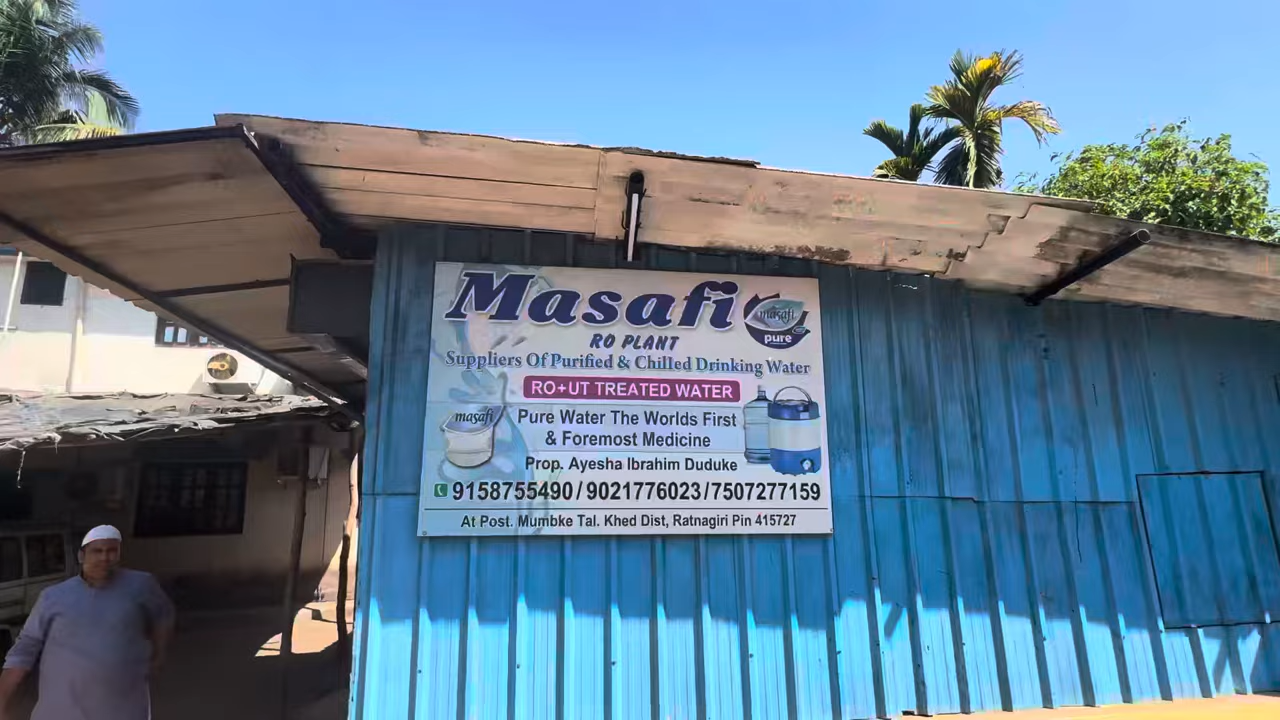 Masafi
masafi
pure
RO PLANT
Suppliers Of Purified & Chilled Drinking Water
RO+UT TREATED WATER
masafi
Pure Water The Worlds First
& Foremost Medicine
Prop. Ayesha Ibrahim Duduke
9158755490/9021776023/7507277159
At Post. Mumbke Tal. Khed Dist, Ratnagiri Pin 415727